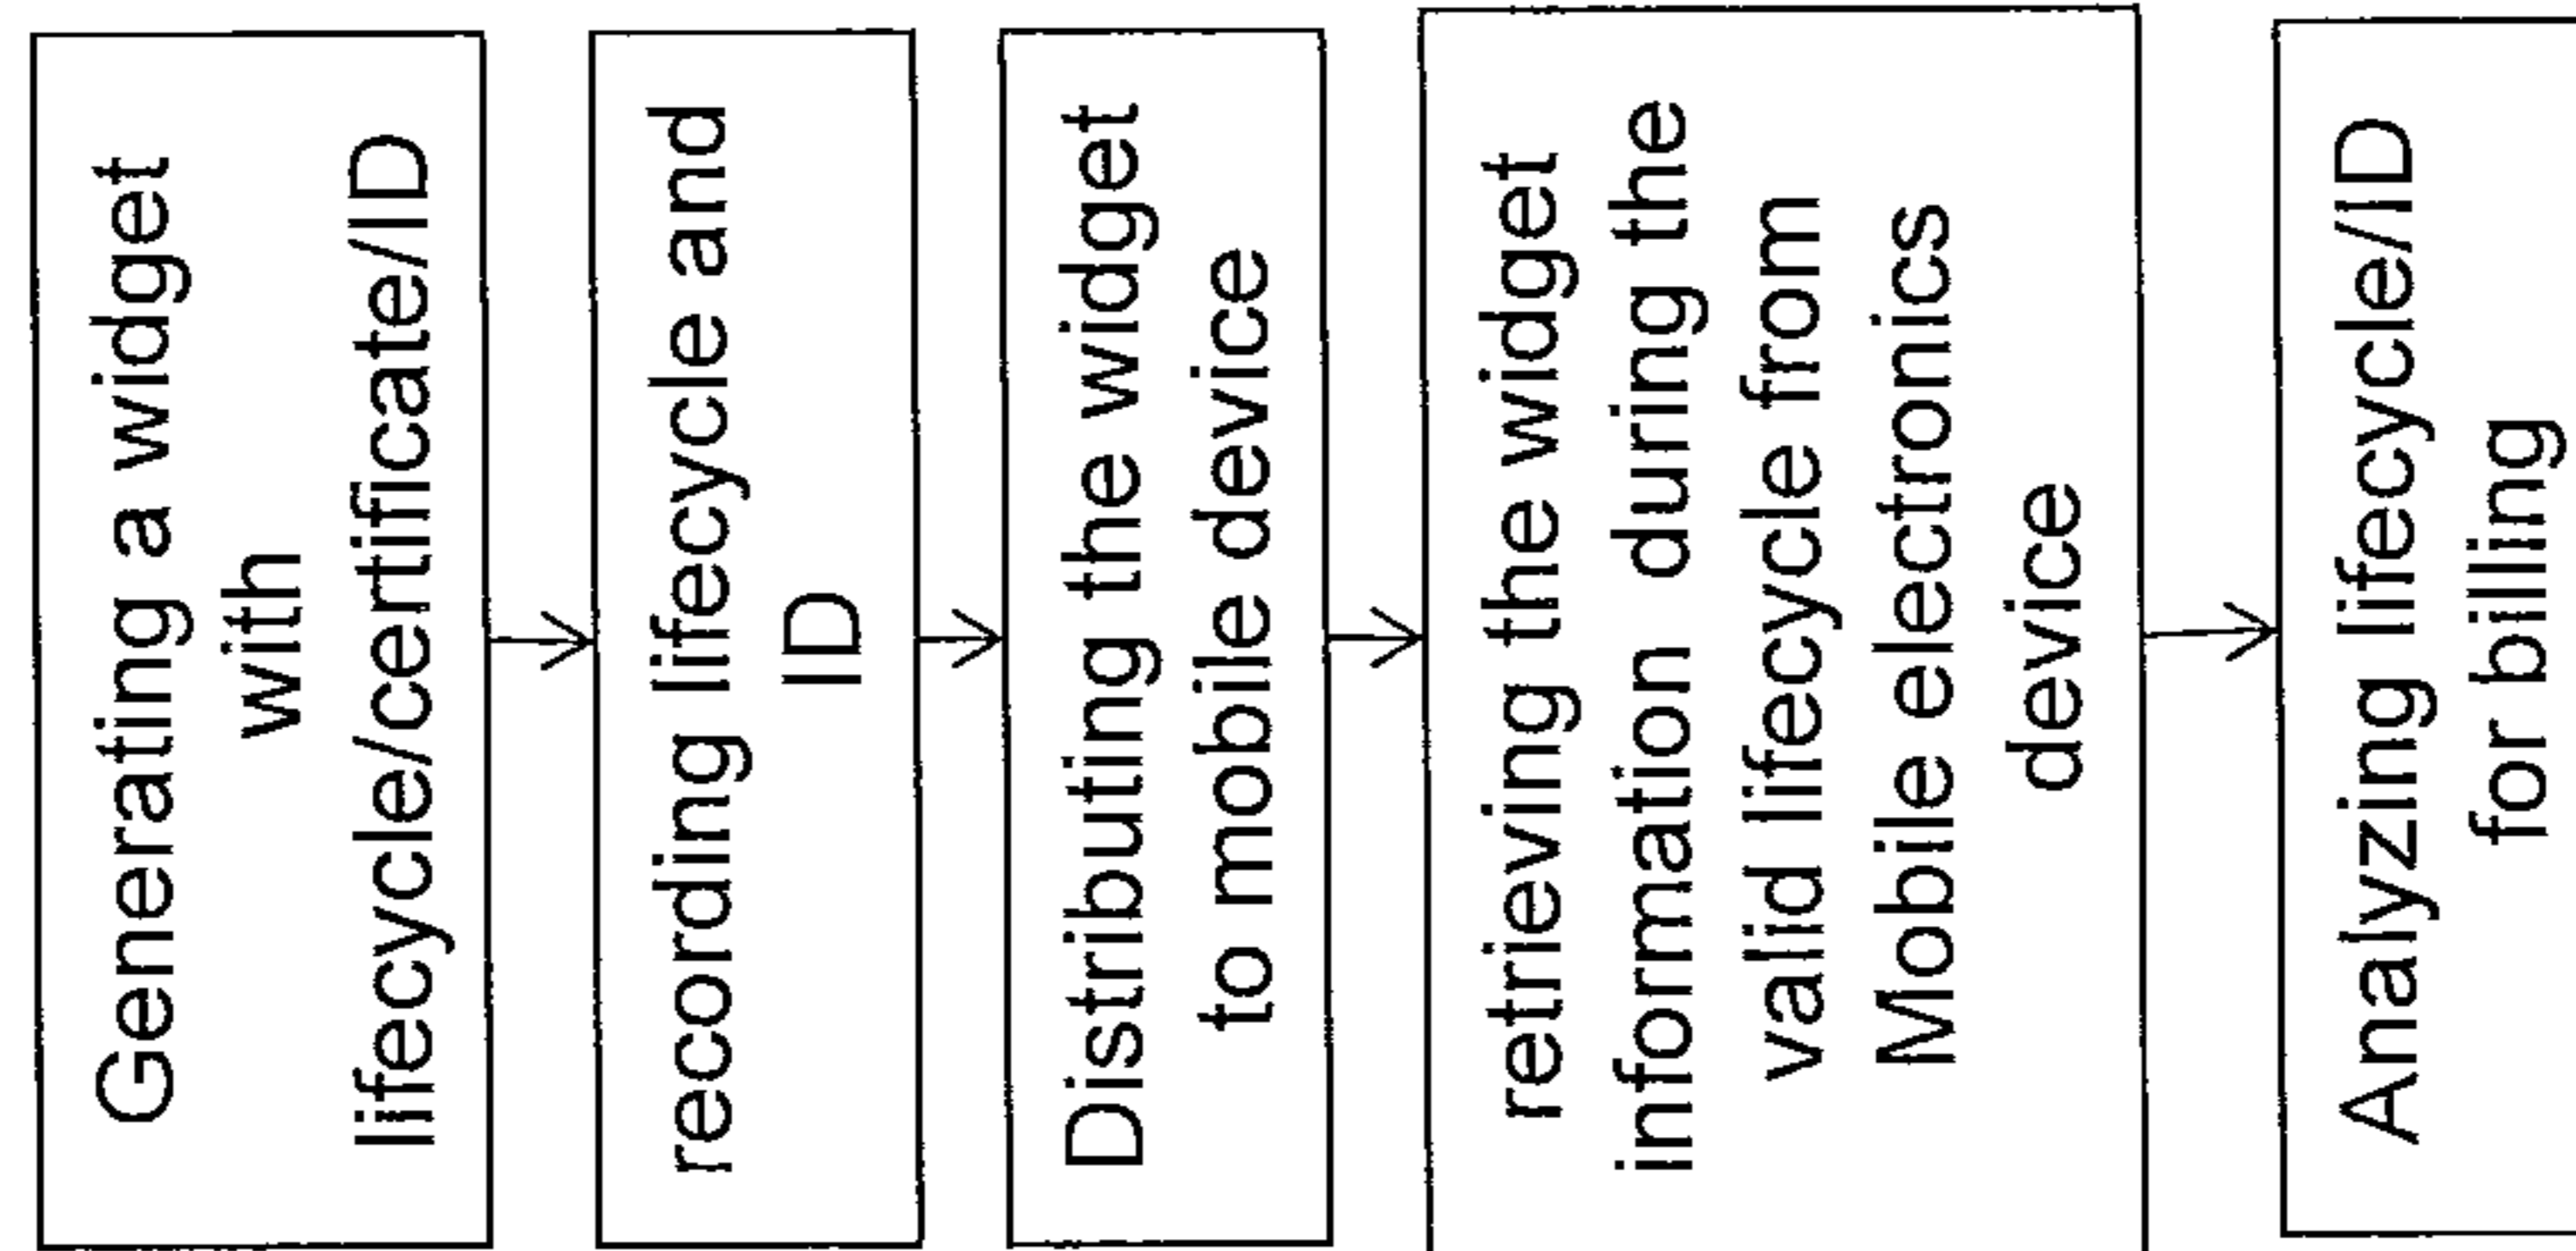 Generating a widget
with
lifecycle/certificate/ID
recording lifecycle and
ID
Distributing the widget
to mobile device
retrieving the widget
information during the
valid lifecycle from
Mobile electronics
device
Analyzing lifecycle/ID
for billing